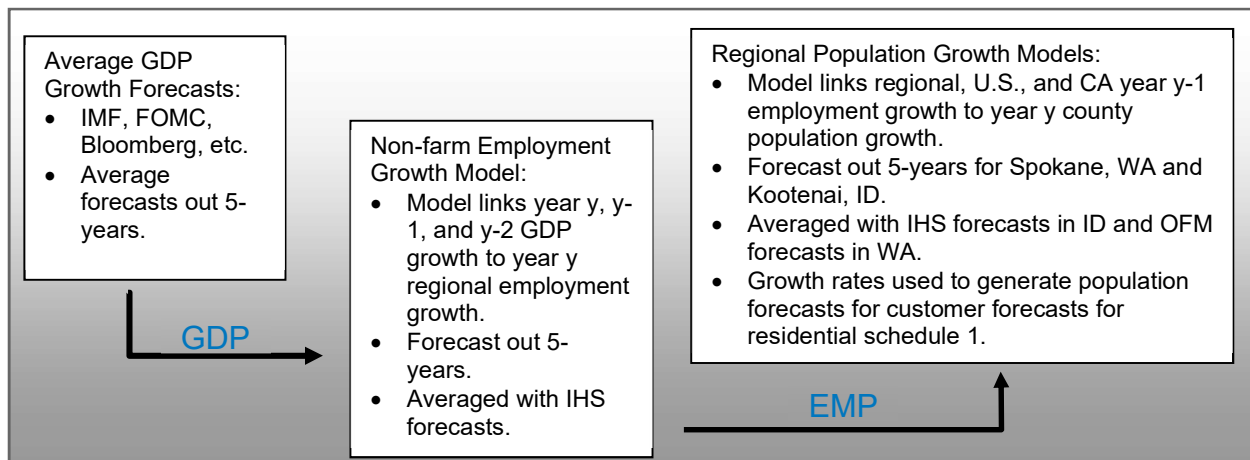 Average GDP
Growth Forecasts:
• IMF, FOMC,
Bloomberg, etc.
• Average
forecasts out 5-
years.
GDP
Non-farm Employment
Growth Model:
• Model links year y, y-
1, and y-2 GDP
growth to year y
regional employment
growth.
• Forecast out 5-
years.
• Averaged with IHS
forecasts.
EMP
Regional Population Growth Models:
• Model links regional, U.S., and CA year y-1
employment growth to year y county
population growth.
• Forecast out 5-years for Spokane, WA and
Kootenai, ID.
• Averaged with IHS forecasts in ID and OFM
forecasts in WA.
• Growth rates used to generate population
forecasts for customer forecasts for
residential schedule 1.